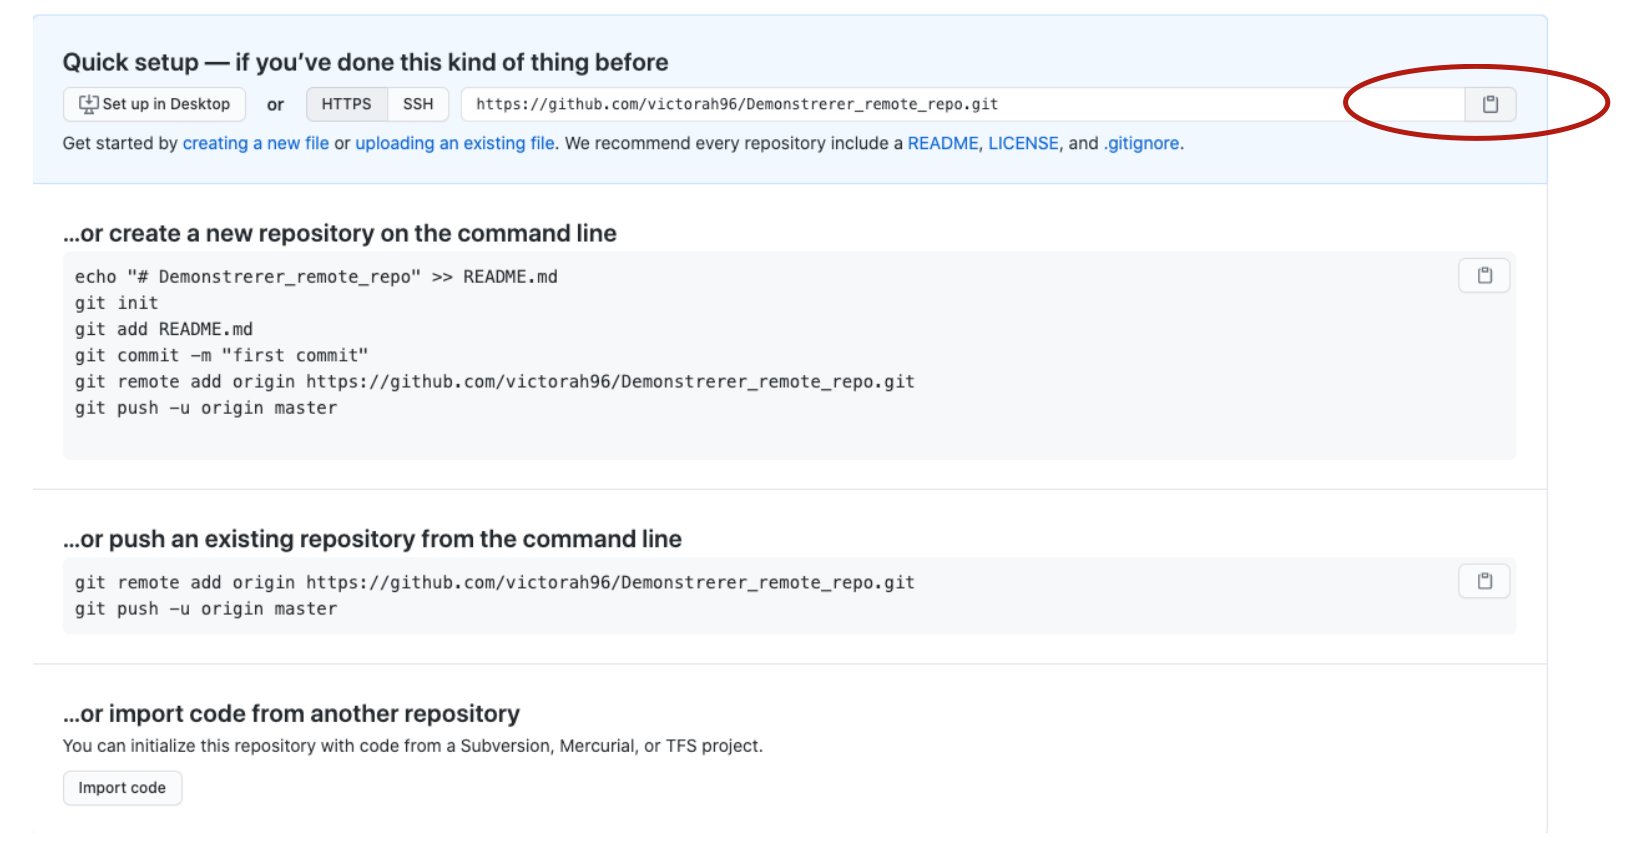 Quick setup — if you’ve done this kind of thing before
Set up in Desktop or HTTPS SSH https://github.com/victorah96/Demonstrerer_remote_repo.git
Get started by creating a new file or uploading an existing file. We recommend every repository include a README, LICENSE, and .gitignore.
…or create a new repository on the command line
echo "# Demonstrerer_remote_repo" >> README.md
git init
git add README.md
git commit -m "first commit"
git remote add origin https://github.com/victorah96/Demonstrerer_remote_repo.git
git push -u origin master
…or push an existing repository from the command line
git remote add origin https://github.com/victorah96/Demonstrerer_remote_repo.git
git push -u origin master
…or import code from another repository
You can initialize this repository with code from a Subversion, Mercurial, or TFS project.
Import code